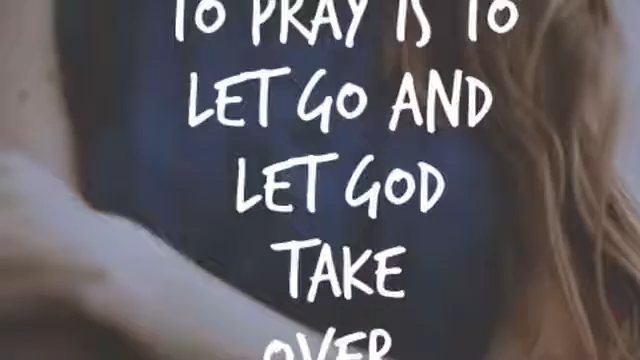 TO PRAY IS TO
LET GO AND
LET GOD
TAKE
OVER